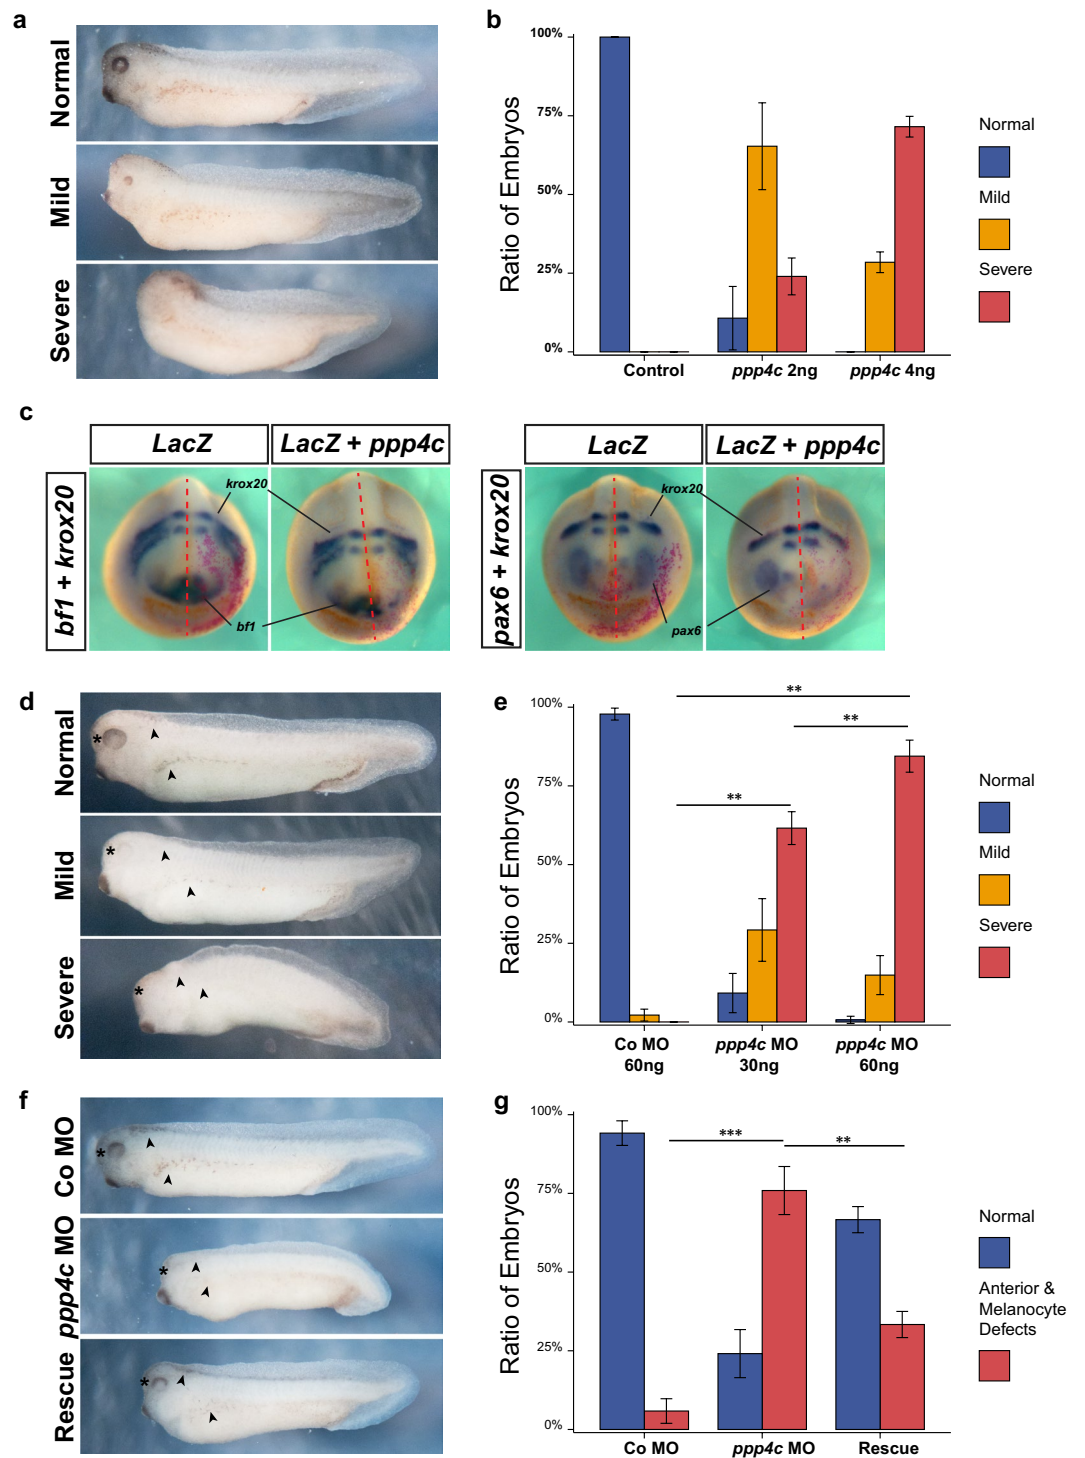 a
Normal
Mild
Severe
b
Ratio of Embryos
100%
75%
50%
25%
0%
Control
ppp4c 2ng
ppp4c 4ng
Normal
Mild
Severe
c
bf1 + krox20
LacZ
LacZ + ppp4c
krox20
bf1
pax6 + krox20
LacZ
LacZ + ppp4c
krox20
pax6
d
Normal
*
Mild
*
Severe
*
e
Ratio of Embryos
100%
75%
50%
25%
0%
**
**
**
Co MO
60ng
ppp4c MO
30ng
ppp4c MO
60ng
Normal
Mild
Severe
f
Co MO
*
ppp4c MO
*
Rescue
*
g
Ratio of Embryos
100%
75%
50%
25%
0%
***
**
Co MO
ppp4c MO
Rescue
Normal
Anterior &
Melanocyte
Defects